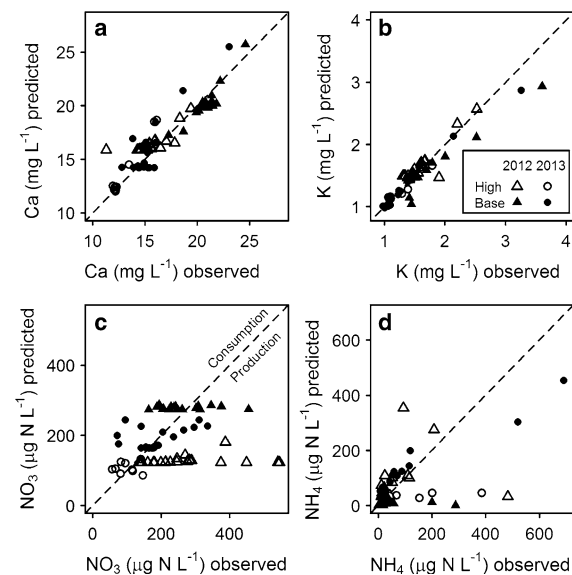 a
25
20
15
10
Ca (mg L⁻¹) predicted
10 15 20 25
Ca (mg L⁻¹) observed
b
4
3
2
1
K (mg L⁻¹) predicted
2012 2013
High
Base
1 2 3 4
K (mg L⁻¹) observed
c
400
200
0
NO₃ (µg N L⁻¹) predicted
Consumption
Production
0 200 400
NO₃ (µg N L⁻¹) observed
d
600
400
200
0
NH₄ (µg N L⁻¹) predicted
0 200 400 600
NH₄ (µg N L⁻¹) observed